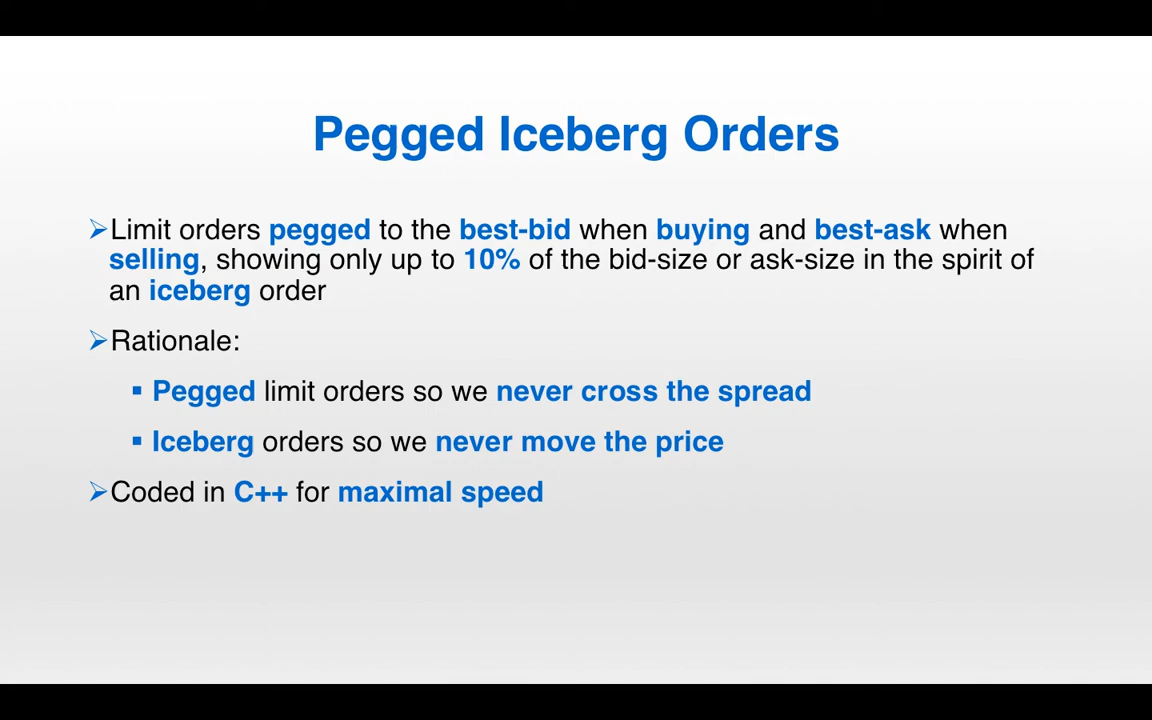 Pegged Iceberg Orders
Limit orders pegged to the best-bid when buying and best-ask when
selling, showing only up to 10% of the bid-size or ask-size in the spirit of
an iceberg order
Rationale:
Pegged limit orders so we never cross the spread
Iceberg orders so we never move the price
Coded in C++ for maximal speed